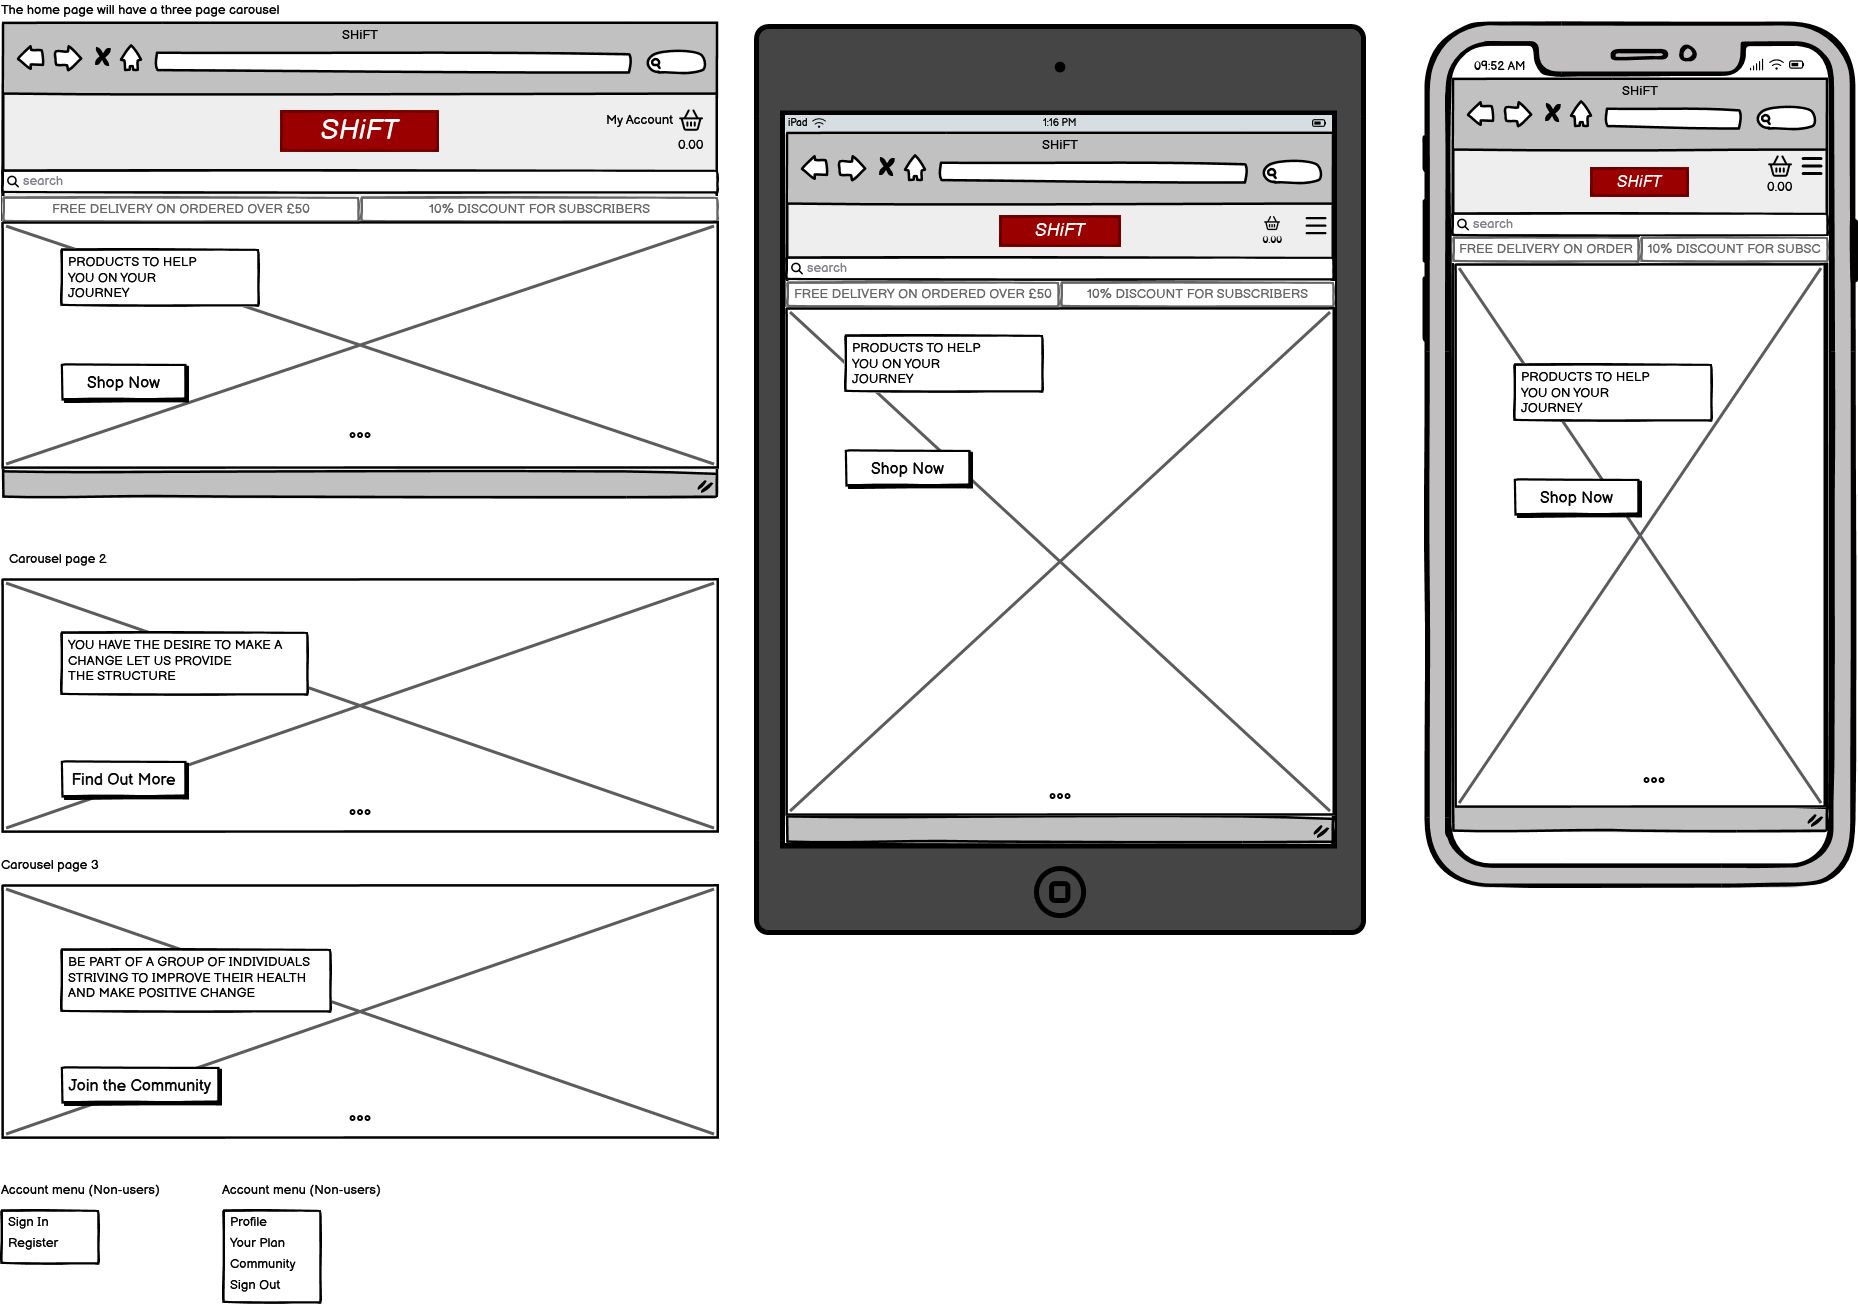 The home page will have a three page carousel
SHiFT
SHiFT
My Account
0.00
search
FREE DELIVERY ON ORDERED OVER £50
10% DISCOUNT FOR SUBSCRIBERS
PRODUCTS TO HELP
YOU ON YOUR
JOURNEY
Shop Now
Carousel page 2
YOU HAVE THE DESIRE TO MAKE A
CHANGE LET US PROVIDE
THE STRUCTURE
Find Out More
Carousel page 3
BE PART OF A GROUP OF INDIVIDUALS
STRIVING TO IMPROVE THEIR HEALTH
AND MAKE POSITIVE CHANGE
Join the Community
Account menu (Non-users)
Sign In
Register
Account menu (Non-users)
Profile
Your Plan
Community
Sign Out
iPad
1:16 PM
SHiFT
SHiFT
0.00
search
FREE DELIVERY ON ORDERED OVER £50
10% DISCOUNT FOR SUBSCRIBERS
PRODUCTS TO HELP
YOU ON YOUR
JOURNEY
Shop Now
09:52 AM
SHiFT
SHiFT
0.00
search
FREE DELIVERY ON ORDER
10% DISCOUNT FOR SUBSC
PRODUCTS TO HELP
YOU ON YOUR
JOURNEY
Shop Now